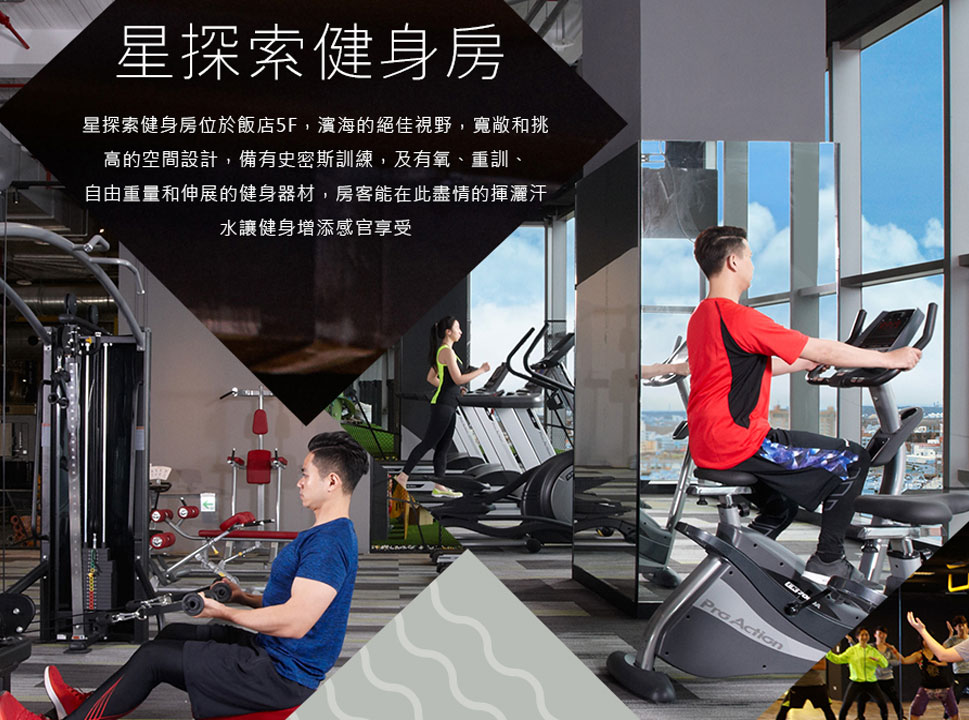 星探索健身房
星探索健身房位於飯店5F，濱海的絕佳視野，寬敞和挑
高的空間設計，備有史密斯訓練，及有氧、重訓、
自由重量和伸展的健身器材，房客能在此盡情的揮灑汗
水讓健身增添感官享受
Pro Action